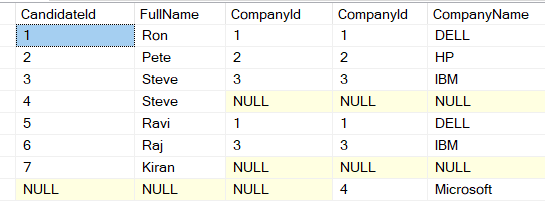 CandidateId FullName CompanyId CompanyId CompanyName
1 Ron 1 1 DELL
2 Pete 2 2 HP
3 Steve 3 3 IBM
4 Steve NULL NULL NULL
5 Ravi 1 1 DELL
6 Raj 3 3 IBM
7 Kiran NULL NULL NULL
NULL NULL NULL 4 Microsoft